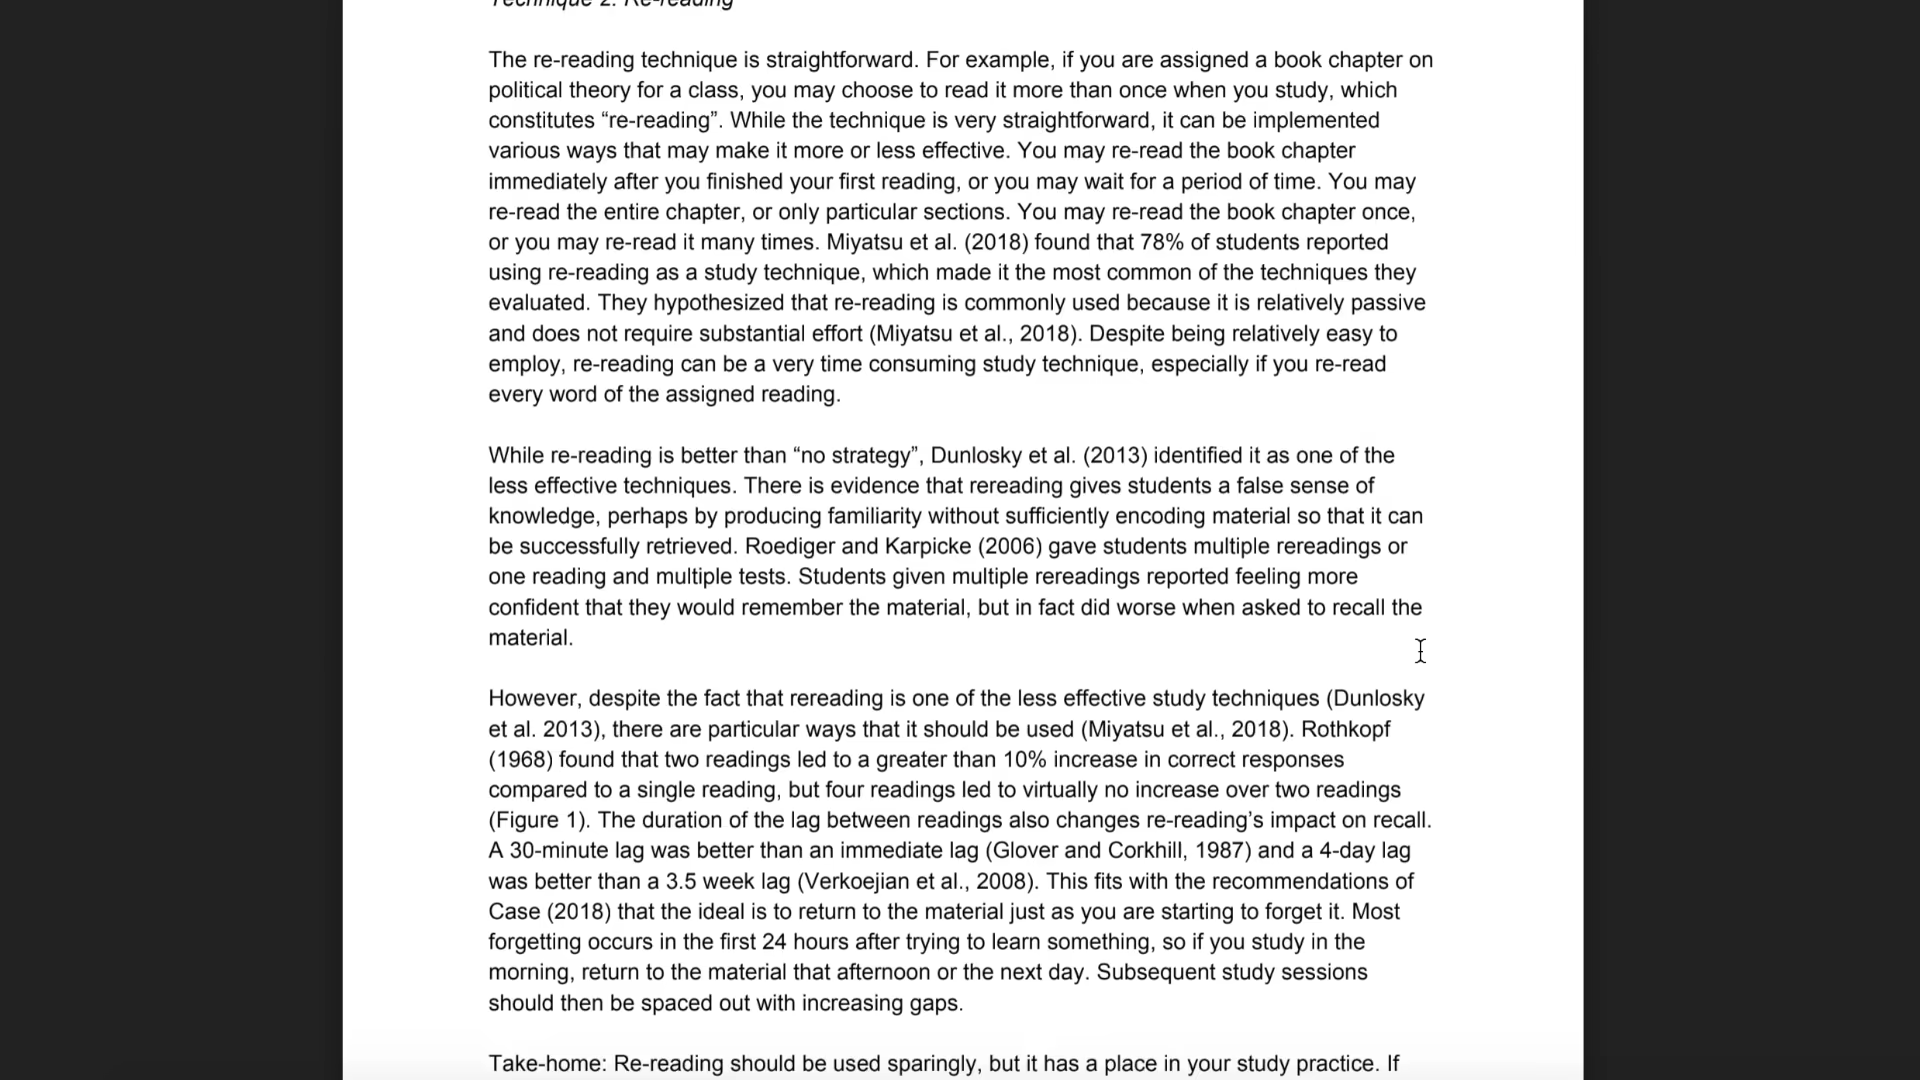 Technique 2: Re-reading
The re-reading technique is straightforward. For example, if you are assigned a book chapter on
political theory for a class, you may choose to read it more than once when you study, which
constitutes “re-reading”. While the technique is very straightforward, it can be implemented
various ways that may make it more or less effective. You may re-read the book chapter
immediately after you finished your first reading, or you may wait for a period of time. You may
re-read the entire chapter, or only particular sections. You may re-read the book chapter once,
or you may re-read it many times. Miyatsu et al. (2018) found that 78% of students reported
using re-reading as a study technique, which made it the most common of the techniques they
evaluated. They hypothesized that re-reading is commonly used because it is relatively passive
and does not require substantial effort (Miyatsu et al., 2018). Despite being relatively easy to
employ, re-reading can be a very time consuming study technique, especially if you re-read
every word of the assigned reading.
While re-reading is better than “no strategy”, Dunlosky et al. (2013) identified it as one of the
less effective techniques. There is evidence that rereading gives students a false sense of
knowledge, perhaps by producing familiarity without sufficiently encoding material so that it can
be successfully retrieved. Roediger and Karpicke (2006) gave students multiple rereadings or
one reading and multiple tests. Students given multiple rereadings reported feeling more
confident that they would remember the material, but in fact did worse when asked to recall the
material.
However, despite the fact that rereading is one of the less effective study techniques (Dunlosky
et al. 2013), there are particular ways that it should be used (Miyatsu et al., 2018). Rothkopf
(1968) found that two readings led to a greater than 10% increase in correct responses
compared to a single reading, but four readings led to virtually no increase over two readings
(Figure 1). The duration of the lag between readings also changes re-reading’s impact on recall.
A 30-minute lag was better than an immediate lag (Glover and Corkhill, 1987) and a 4-day lag
was better than a 3.5 week lag (Verkoejian et al., 2008). This fits with the recommendations of
Case (2018) that the ideal is to return to the material just as you are starting to forget it. Most
forgetting occurs in the first 24 hours after trying to learn something, so if you study in the
morning, return to the material that afternoon or the next day. Subsequent study sessions
should then be spaced out with increasing gaps.
Take-home: Re-reading should be used sparingly, but it has a place in your study practice. If